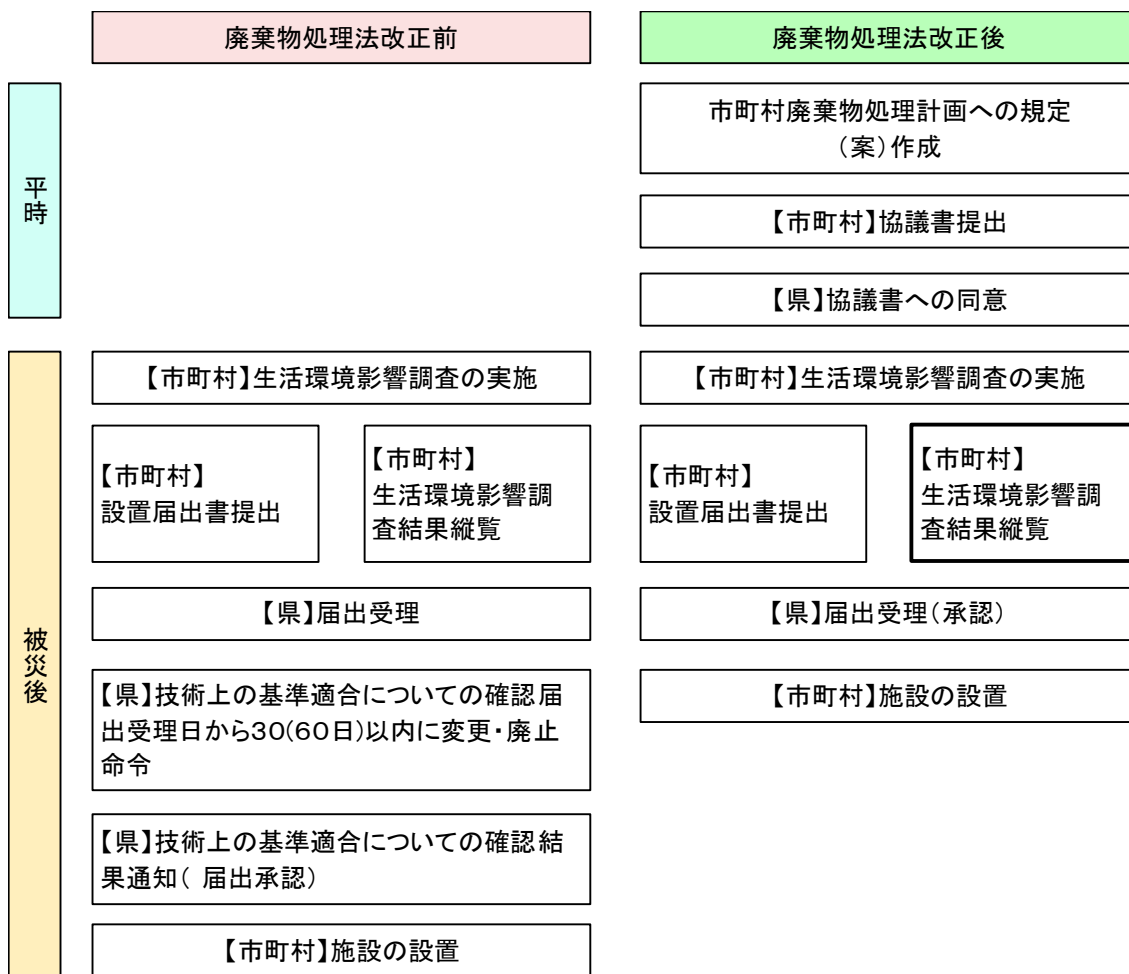 廃棄物処理法改正前
廃棄物処理法改正後
平時
市町村廃棄物処理計画への規定
（案）作成
【市町村】協議書提出
【県】協議書への同意
被災後
【市町村】生活環境影響調査の実施
【市町村】
設置届出書提出
【市町村】
生活環境影響調
査結果縦覧
【県】届出受理
【県】技術上の基準適合についての確認届
出受理日から30(60日)以内に変更・廃止
命令
【県】技術上の基準適合についての確認結
果通知( 届出承認）
【市町村】施設の設置
【市町村】生活環境影響調査の実施
【市町村】
設置届出書提出
【市町村】
生活環境影響調
査結果縦覧
【県】届出受理（承認）
【市町村】施設の設置